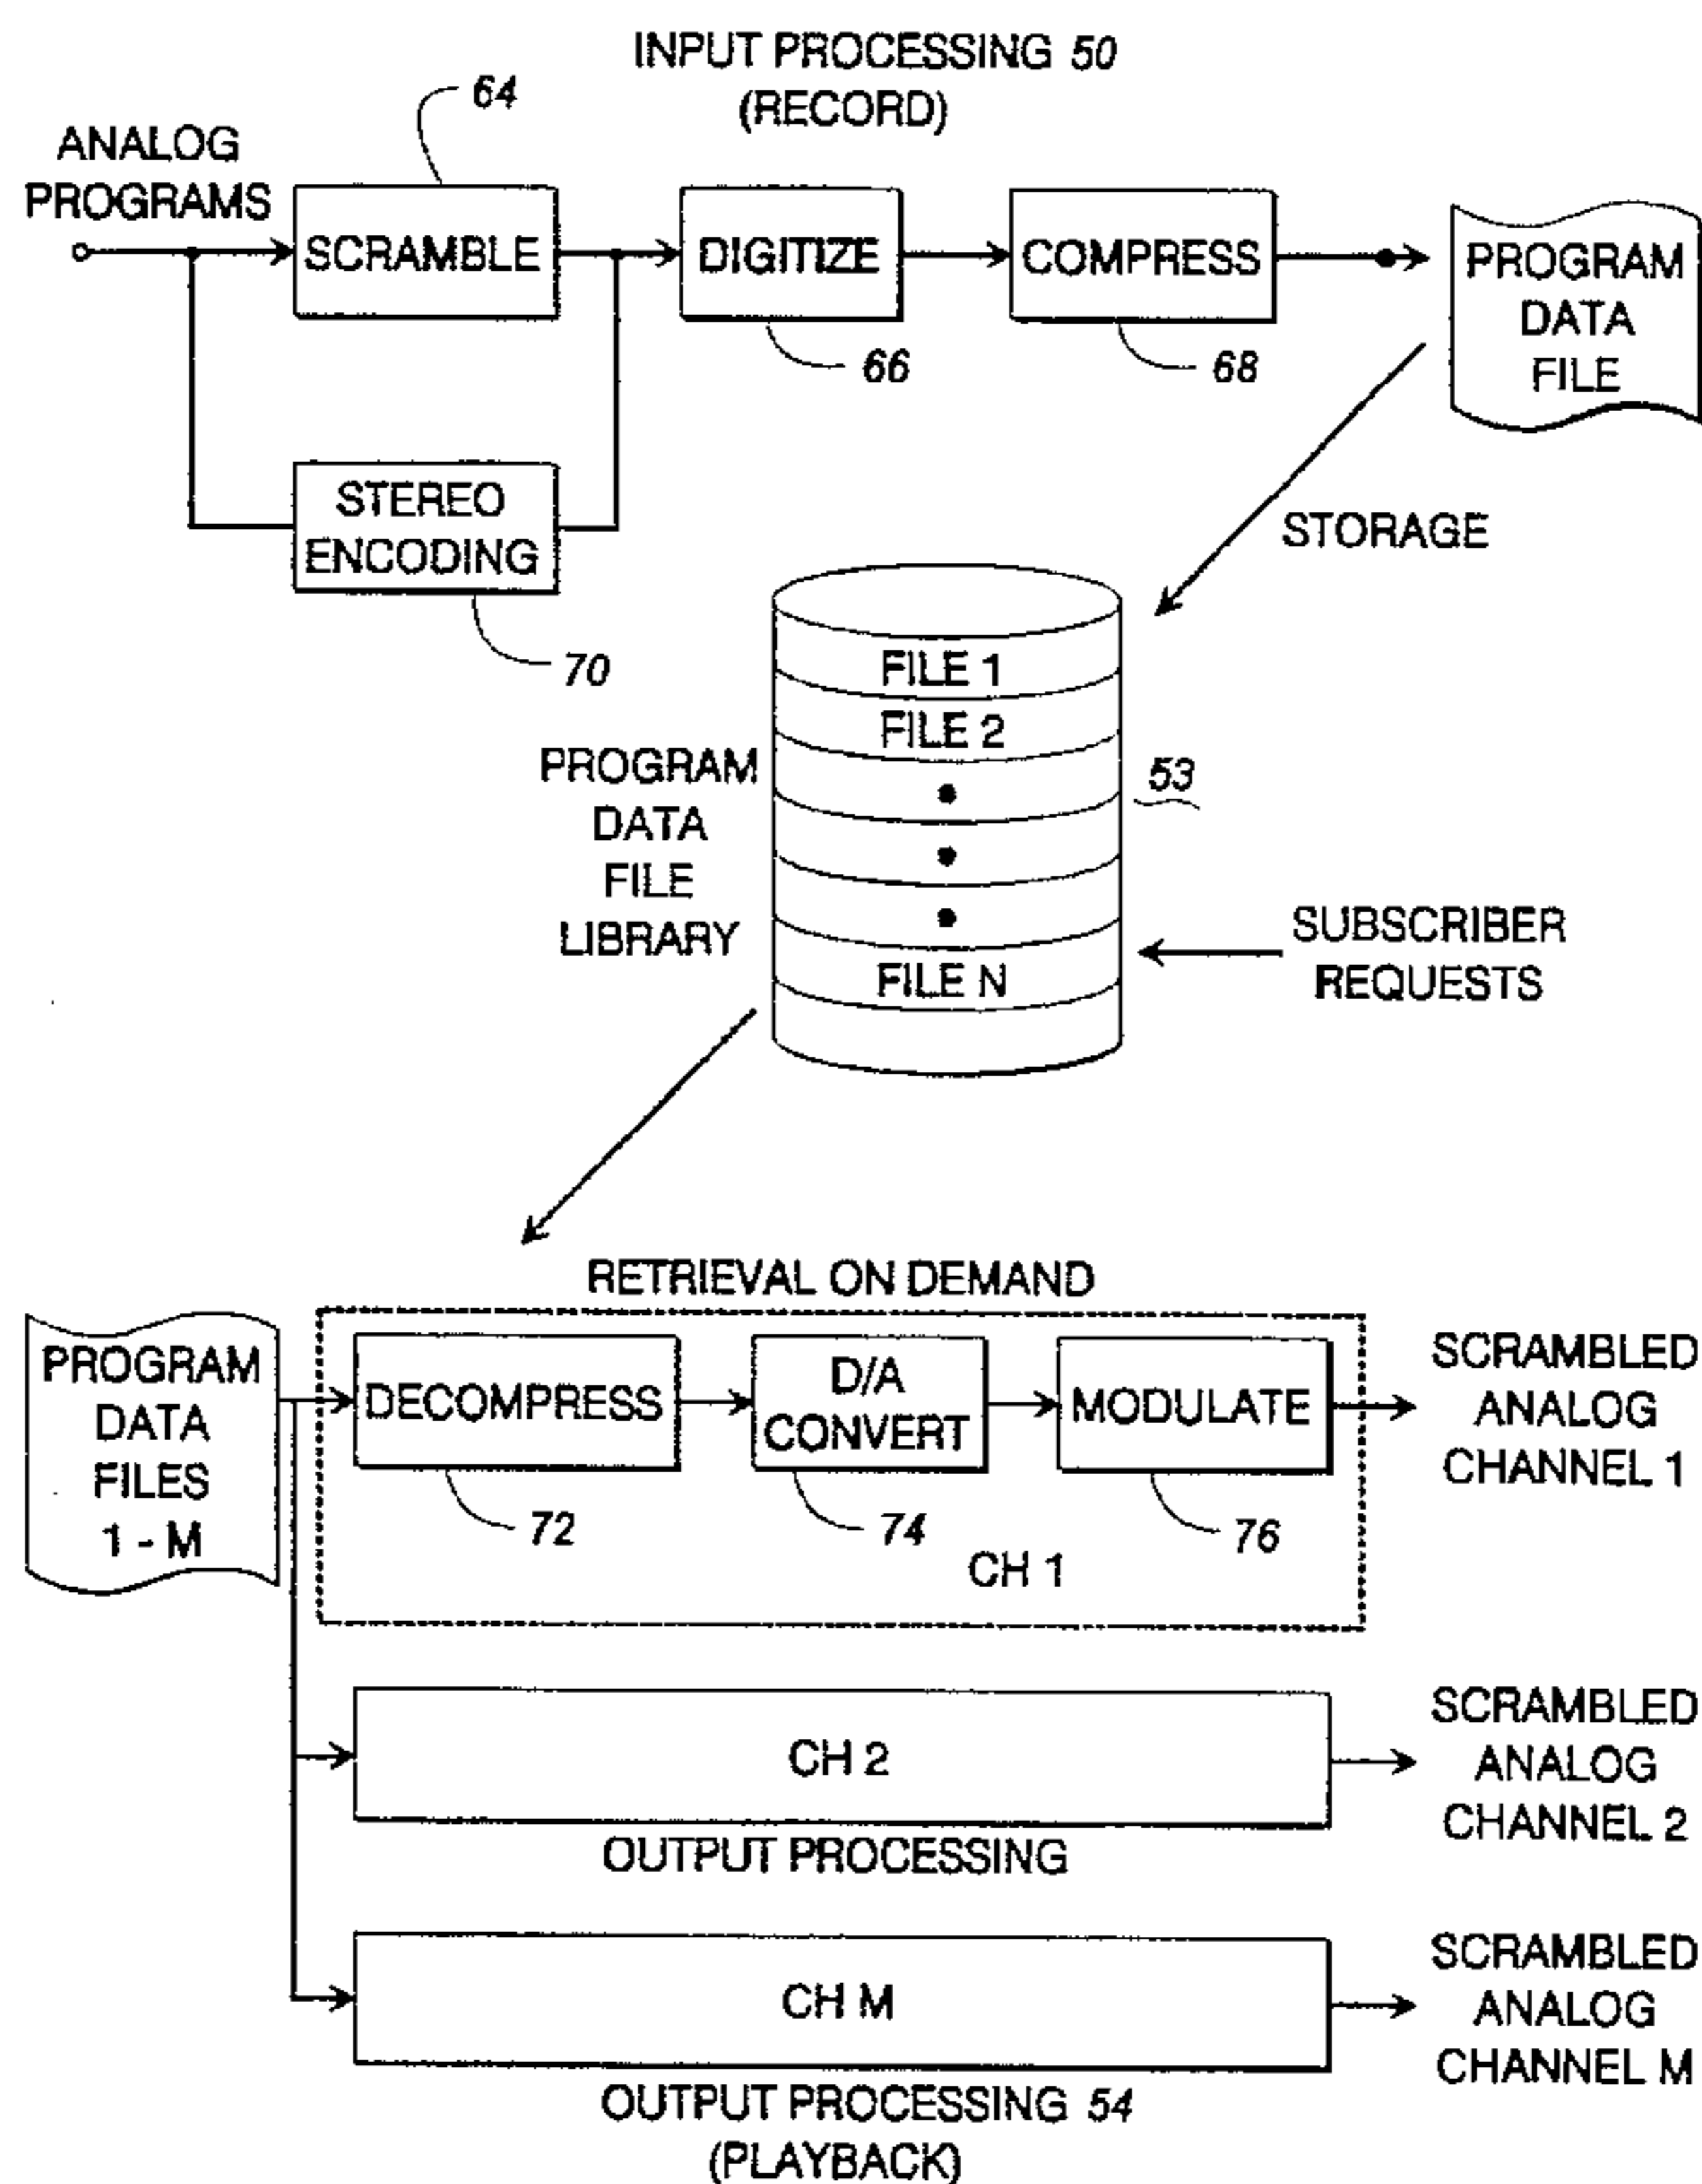 INPUT PROCESSING 50
(RECORD)
64
ANALOG
PROGRAMS
SCRAMBLE
DIGITIZE
COMPRESS
PROGRAM
DATA
FILE
66
68
STEREO
ENCODING
70
STORAGE
FILE 1
FILE 2
FILE N
PROGRAM
DATA
FILE
LIBRARY
53
SUBSCRIBER
REQUESTS
RETRIEVAL ON DEMAND
PROGRAM
DATA
FILES
1 - M
DECOMPRESS
D/A
CONVERT
MODULATE
SCRAMBLED
ANALOG
CHANNEL 1
72
74
76
CH 1
CH 2
SCRAMBLED
ANALOG
CHANNEL 2
OUTPUT PROCESSING
CH M
SCRAMBLED
ANALOG
CHANNEL M
OUTPUT PROCESSING 54
(PLAYBACK)